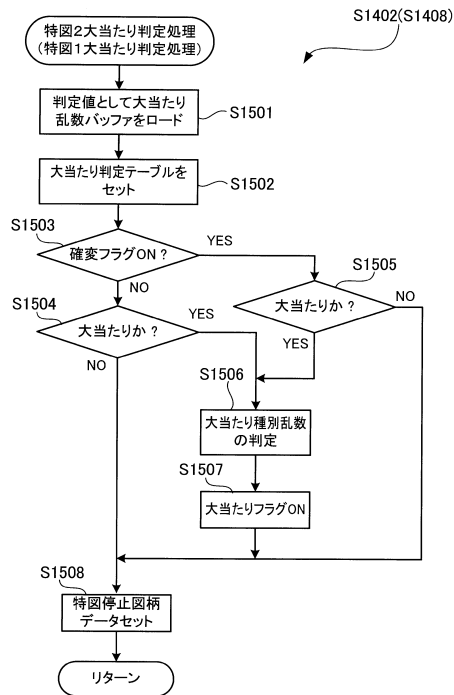 S1402(S1408)
特図2大当たり判定処理
(特図1大当たり判定処理)
判定値として大当たり
乱数バッファをロード
S1501
大当たり判定テーブルを
セット
S1502
S1503
確変フラグON?
YES
NO
S1505
大当たりか?
NO
YES
S1504
大当たりか?
YES
NO
S1506
大当たり種別乱数
の判定
S1507
大当たりフラグON
S1508
特図停止図柄
データセット
リターン